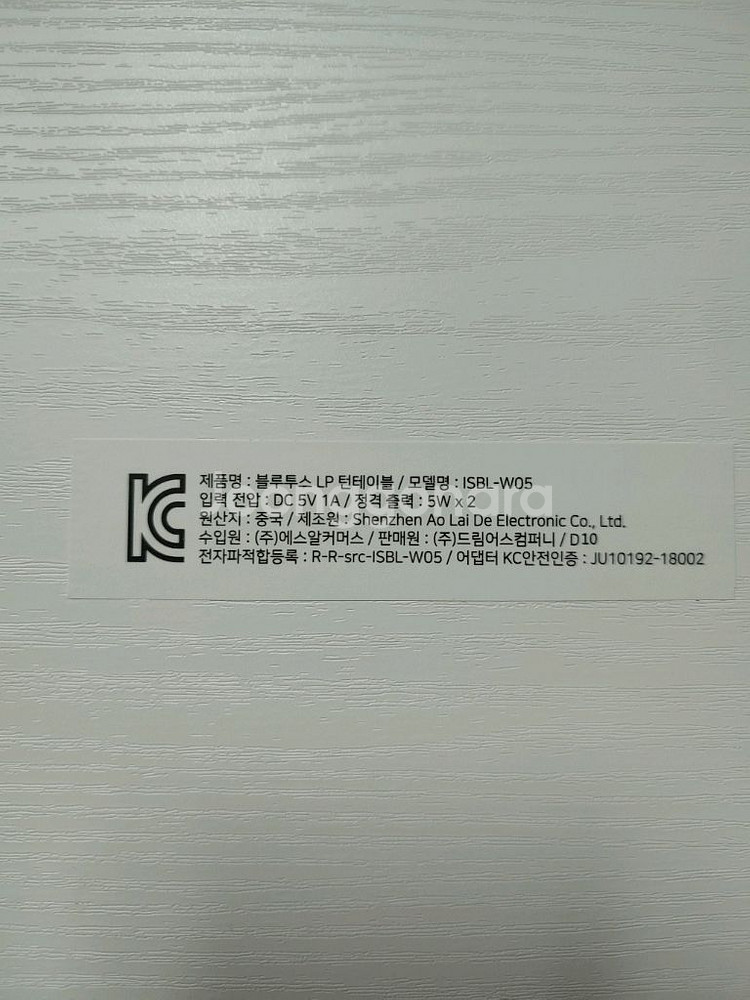 제품명 : 블루투스 LP 턴테이블 / 모델명 : ISBL-W05
입력 전압 : DC 5V 1A / 정격 출력 : 5W x 2
원산지 : 중국 / 제조원 : Shenzhen Ao Lai De Electronic Co., Ltd.
수입원 : (주)에스알커머스 / 판매원 : (주)드림어스컴퍼니 / D10
전자파적합등록 : R-R-src-ISBL-W05 / 어댑터 KC안전인증 : JU10192-18002